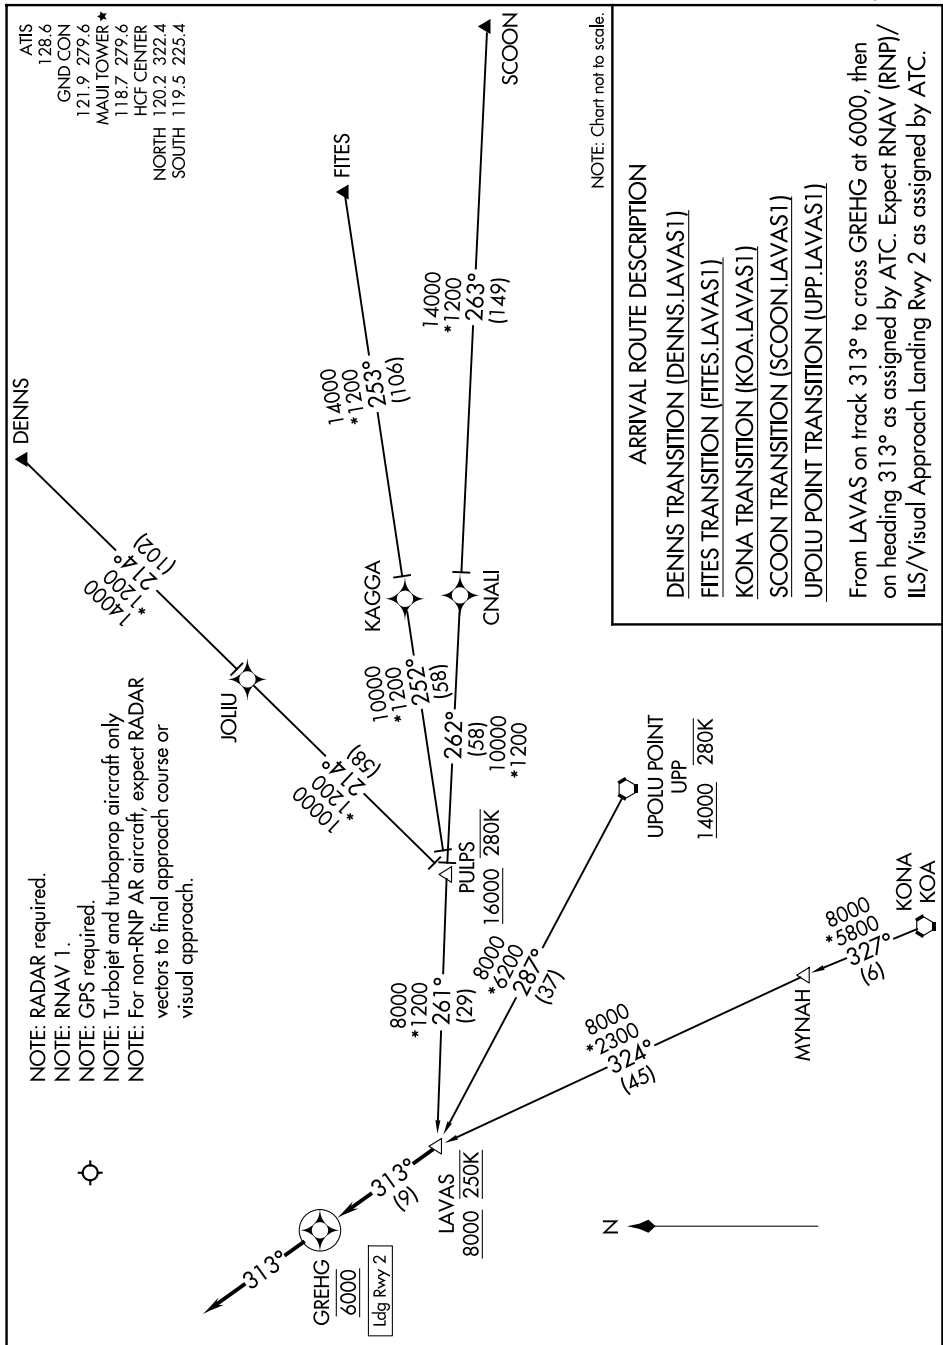 NOTE: RADAR required.
NOTE: RNAV 1.
NOTE: GPS required.
NOTE: Turbojet and turboprop aircraft only
NOTE: For non-RNP AR aircraft, expect RADAR
vectors to final approach course or
visual approach.
ATIS
128.6
GND CON
121.9 279.6
MAUI TOWER★
118.7 279.6
HCF CENTER
NORTH 120.2 322.4
SOUTH 119.5 225.4
DENNS
14000
*1200
214°
(102)
JOLIU
10000
*1200
214°
(58)
FITES
14000
*1200
253°
(106)
KAGGA
10000
*1200
252°
(58)
SCOON
14000
*1200
263°
(149)
CNALI
262°
(58)
10000
*1200
PULPS
16000 280K
8000
*1200
261°
(29)
UPOLU POINT
UPP
14000 280K
8000
*6200
287°
(37)
KONA
KOA
8000
*5800
327°
(6)
MYNAH
8000
*2300
324°
(45)
LAVAS
8000 250K
313°
(9)
GREHG
6000
Ldg Rwy 2
313°
N
NOTE: Chart not to scale.
ARRIVAL ROUTE DESCRIPTION
DENNS TRANSITION (DENNS.LAVAS1)
FITES TRANSITION (FITES.LAVAS1)
KONA TRANSITION (KOA.LAVAS1)
SCOON TRANSITION (SCOON.LAVAS1)
UPOLU POINT TRANSITION (UPP.LAVAS1)
From LAVAS on track 313° to cross GREHG at 6000, then
on heading 313° as assigned by ATC. Expect RNAV (RNP)/
ILS/Visual Approach Landing Rwy 2 as assigned by ATC.